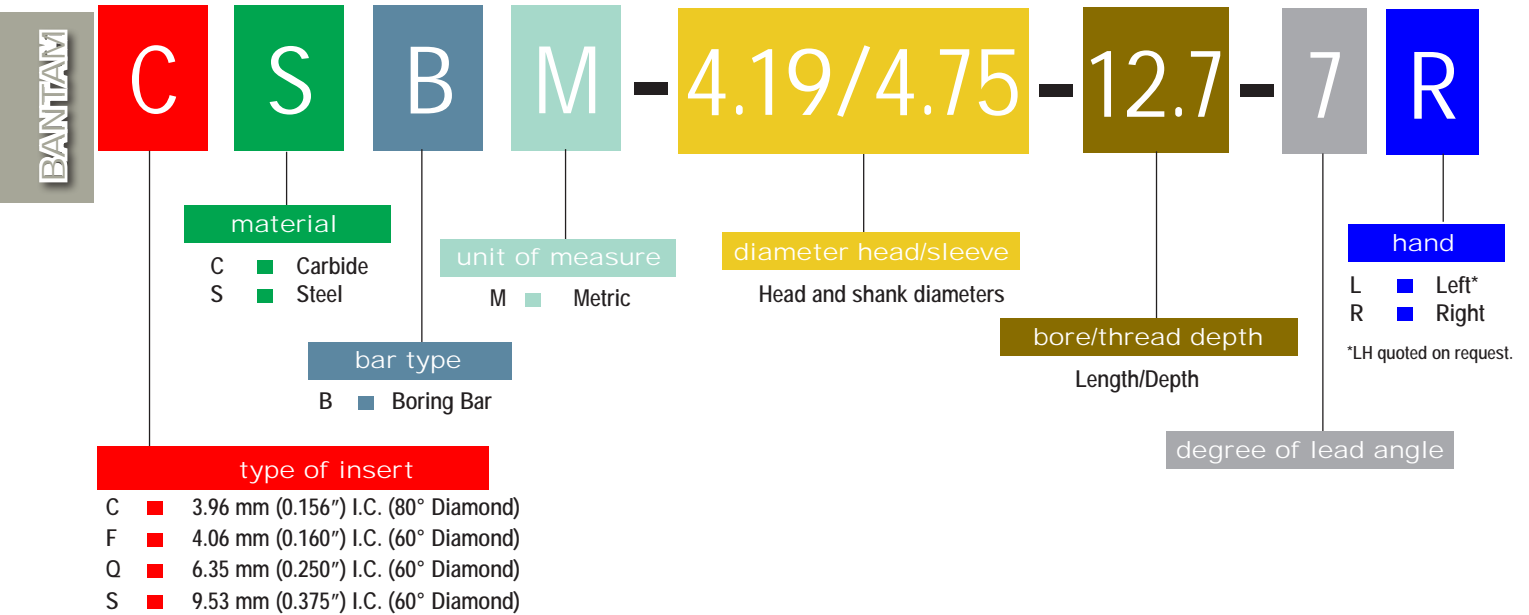 BANTAM
C S B M - 4.19/4.75 - 12.7 - 7 R
material
C Carbide
S Steel
unit of measure
M Metric
diameter head/sleeve
Head and shank diameters
hand
L Left*
R Right
*LH quoted on request.
bore/thread depth
Length/Depth
bar type
B Boring Bar
degree of lead angle
type of insert
C 3.96 mm (0.156″) I.C. (80° Diamond)
F 4.06 mm (0.160″) I.C. (60° Diamond)
Q 6.35 mm (0.250″) I.C. (60° Diamond)
S 9.53 mm (0.375″) I.C. (60° Diamond)